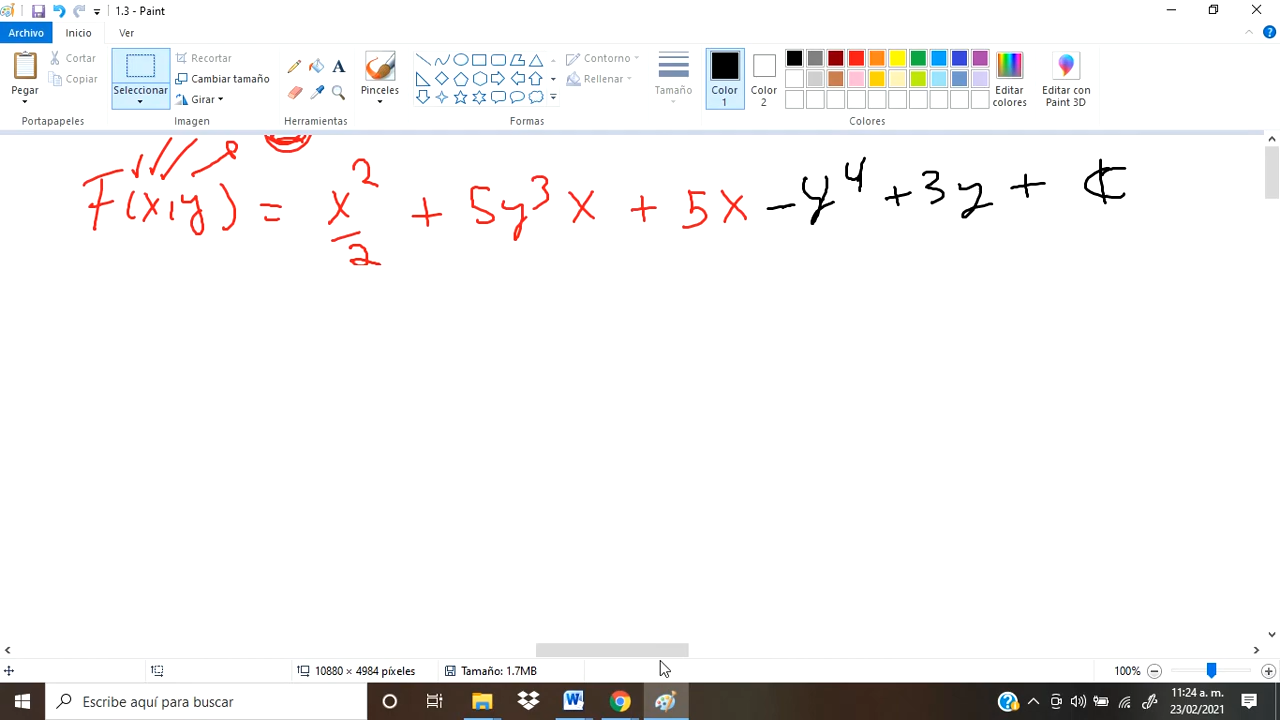 1.3 - Paint
Archivo Inicio Ver
Pegar
Cortar
Copiar
Portapapeles
Seleccionar
Recortar
Cambiar tamaño
Girar
Imagen
A
Herramientas
Pinceles
Contorno
Rellenar
Formas
Tamaño
Color 1
Color 2
Editar colores
Editar con Paint 3D
Colores
F(x,y) = x²/2 + 5y³x + 5x - y⁴ + 3y + ₵
10880 × 4984 píxeles
Tamaño: 1.7MB
100%
Escribe aquí para buscar
11:24 a. m.
23/02/2021